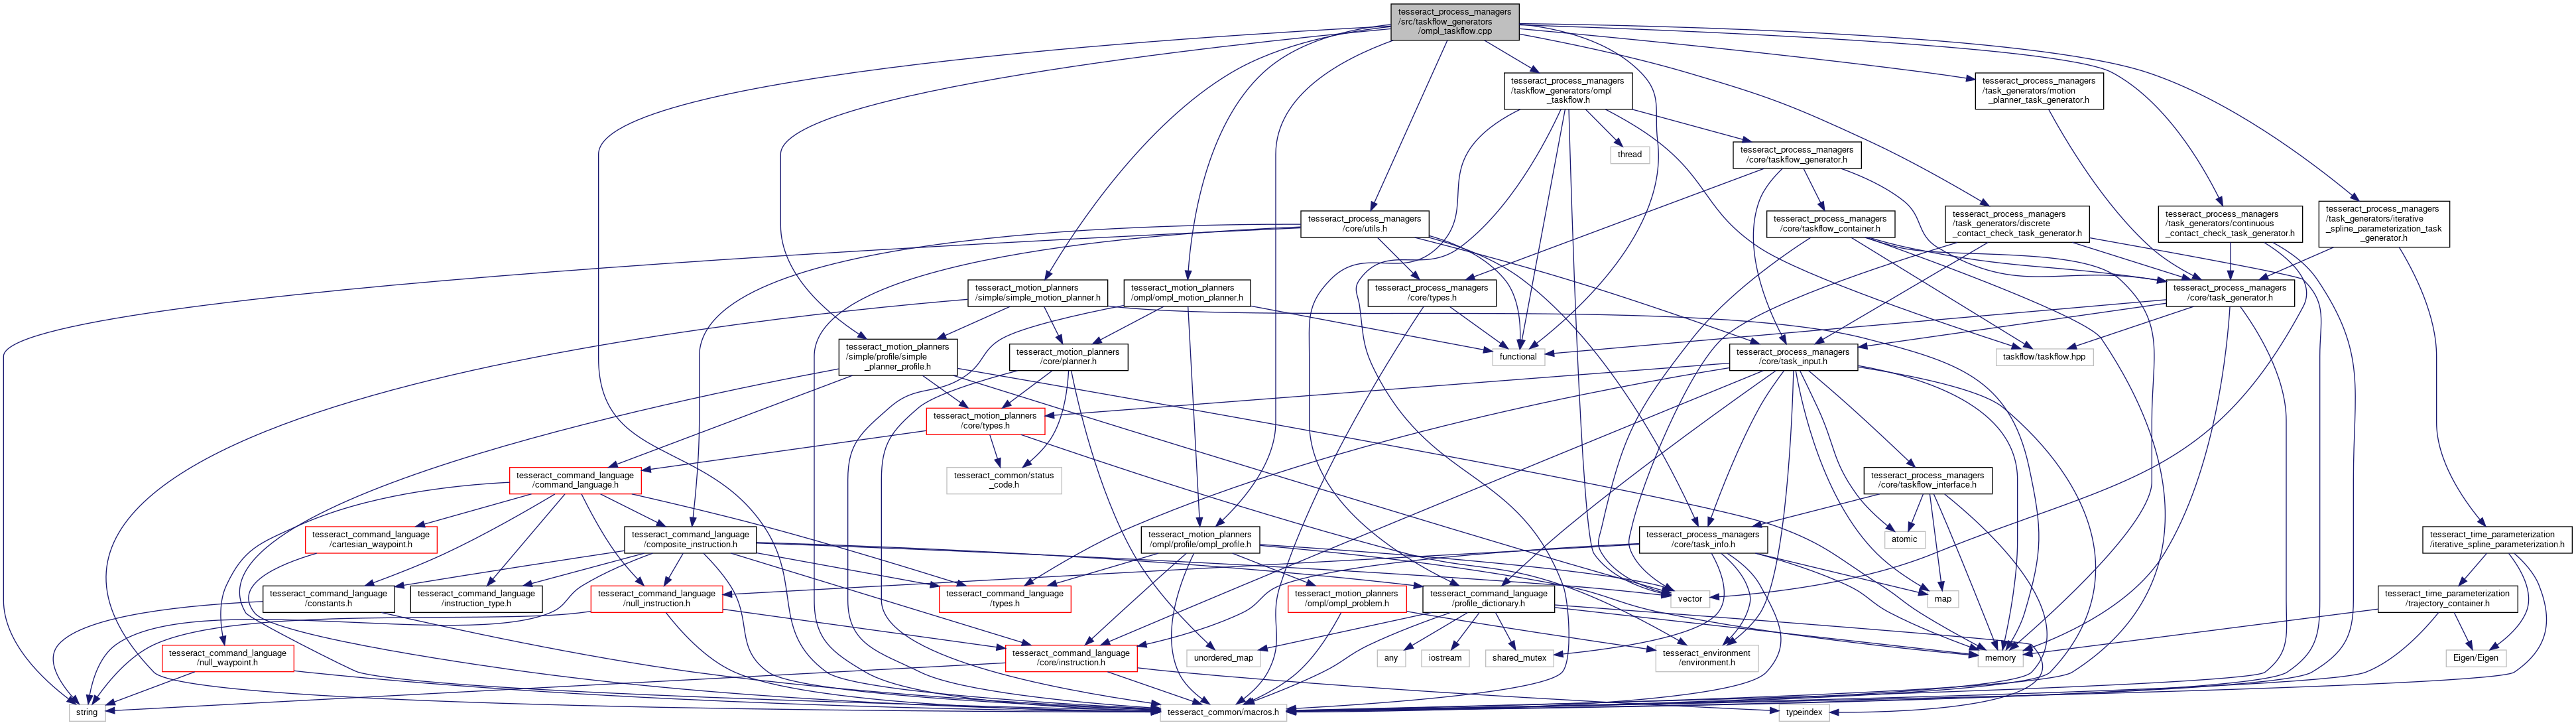 tesseract_process_managers
/src/taskflow_generators
/ompl_taskflow.cpp
tesseract_process_managers
/taskflow_generators/ompl
_taskflow.h
tesseract_process_managers
/task_generators/motion
_planner_task_generator.h
thread
tesseract_process_managers
/core/taskflow_generator.h
tesseract_process_managers
/core/utils.h
tesseract_process_managers
/core/taskflow_container.h
tesseract_process_managers
/task_generators/discrete
_contact_check_task_generator.h
tesseract_process_managers
/task_generators/continuous
_contact_check_task_generator.h
tesseract_process_managers
/task_generators/iterative
_spline_parameterization_task
_generator.h
tesseract_motion_planners
/simple/simple_motion_planner.h
tesseract_motion_planners
/ompl/ompl_motion_planner.h
tesseract_process_managers
/core/types.h
tesseract_process_managers
/core/task_generator.h
tesseract_motion_planners
/simple/profile/simple
_planner_profile.h
tesseract_motion_planners
/core/planner.h
functional
tesseract_process_managers
/core/task_input.h
taskflow/taskflow.hpp
tesseract_motion_planners
/core/types.h
tesseract_command_language
/command_language.h
tesseract_common/status
_code.h
tesseract_process_managers
/core/taskflow_interface.h
tesseract_command_language
/cartesian_waypoint.h
tesseract_command_language
/composite_instruction.h
tesseract_motion_planners
/ompl/profile/ompl_profile.h
tesseract_process_managers
/core/task_info.h
atomic
tesseract_time_parameterization
/iterative_spline_parameterization.h
tesseract_command_language
/constants.h
tesseract_command_language
/instruction_type.h
tesseract_command_language
/null_instruction.h
tesseract_command_language
/types.h
tesseract_motion_planners
/ompl/ompl_problem.h
tesseract_command_language
/profile_dictionary.h
vector
map
tesseract_time_parameterization
/trajectory_container.h
tesseract_command_language
/null_waypoint.h
tesseract_command_language
/core/instruction.h
unordered_map
any
iostream
shared_mutex
tesseract_environment
/environment.h
memory
Eigen/Eigen
string
tesseract_common/macros.h
typeindex